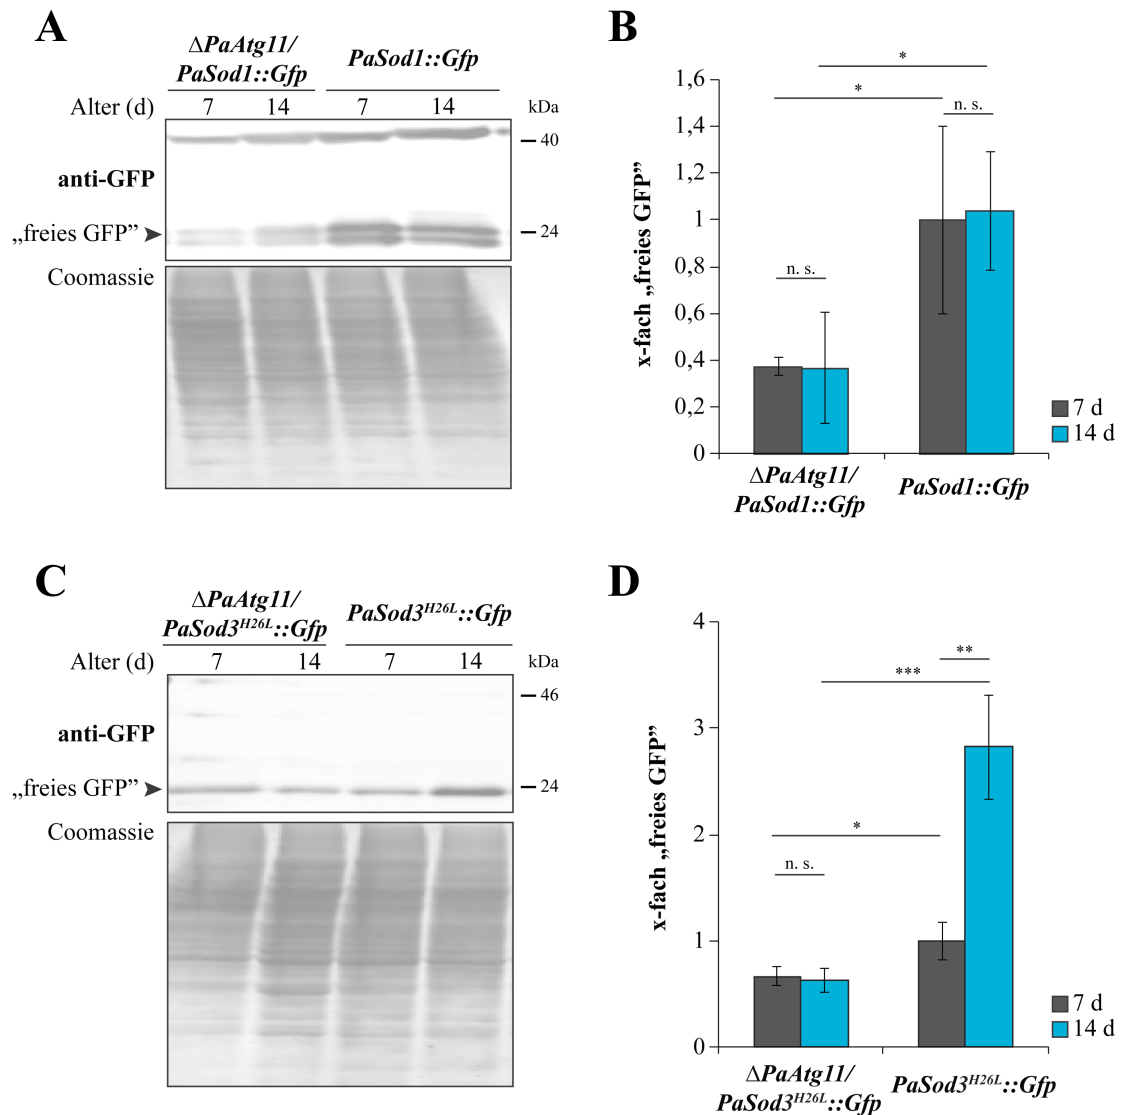 A
ΔPaAtg11/
PaSod1::Gfp
PaSod1::Gfp
Alter (d)
7
14
7
14
kDa
40
anti-GFP
„freies GFP”
24
Coomassie
B
x-fach „freies GFP”
1,6
1,4
1,2
1
0,8
0,6
0,4
0,2
0
*
*
n. s.
n. s.
7 d
14 d
ΔPaAtg11/
PaSod1::Gfp
PaSod1::Gfp
C
ΔPaAtg11/
PaSod3H26L::Gfp
PaSod3H26L::Gfp
Alter (d)
7
14
7
14
kDa
46
anti-GFP
„freies GFP”
24
Coomassie
D
x-fach „freies GFP”
4
3
2
1
0
**
***
*
n. s.
7 d
14 d
ΔPaAtg11/
PaSod3H26L::Gfp
PaSod3H26L::Gfp